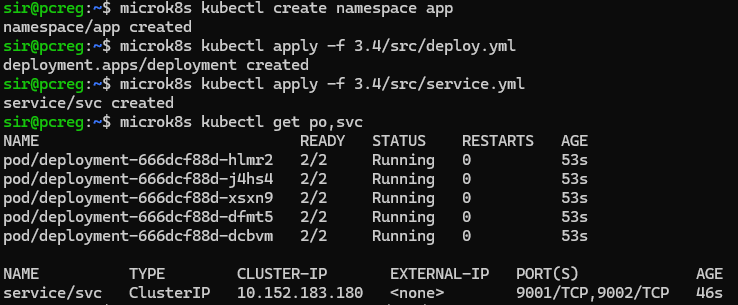 sir@pcreg:~$ microk8s kubectl create namespace app
namespace/app created
sir@pcreg:~$ microk8s kubectl apply -f 3.4/src/deploy.yml
deployment.apps/deployment created
sir@pcreg:~$ microk8s kubectl apply -f 3.4/src/service.yml
service/svc created
sir@pcreg:~$ microk8s kubectl get po,svc
NAME                             READY   STATUS    RESTARTS   AGE
pod/deployment-666dcf88d-hlmr2   2/2     Running   0          53s
pod/deployment-666dcf88d-j4hs4   2/2     Running   0          53s
pod/deployment-666dcf88d-xsxn9   2/2     Running   0          53s
pod/deployment-666dcf88d-dfmt5   2/2     Running   0          53s
pod/deployment-666dcf88d-dcbvm   2/2     Running   0          53s
NAME          TYPE        CLUSTER-IP       EXTERNAL-IP   PORT(S)             AGE
service/svc   ClusterIP   10.152.183.180   <none>        9001/TCP,9002/TCP   46s